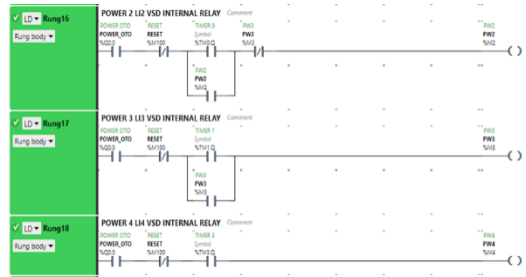 LD Rung16
Rung body
POWER 2 LI2 VSD INTERNAL RELAY Comment
POWER OTO RESET TIMER 0 PW3 PW2
POWER_OTO RESET Symbol PW3 PW2
%Q0.0 %M100 %TM0.Q %M3 %M2
PW2
PW2
%M2
LD Rung17
Rung body
POWER 3 LI3 VSD INTERNAL RELAY Comment
POWER OTO RESET TIMER 1 PW3
POWER_OTO RESET Symbol PW3
%Q0.0 %M100 %TM1.Q %M3
PW3
PW3
%M3
LD Rung18
Rung body
POWER 4 LI4 VSD INTERNAL RELAY Comment
POWER OTO RESET TIMER 3 PW4
POWER_OTO RESET Symbol PW4
%Q0.0 %M100 %TM3.Q %M4